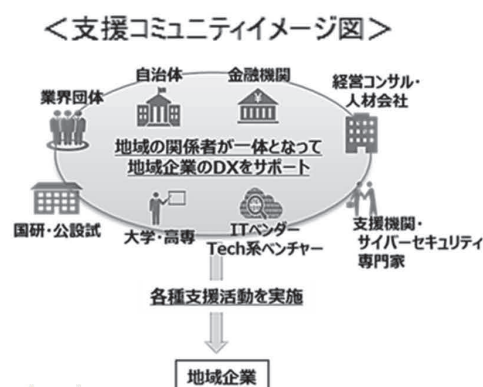 ＜支援コミュニティイメージ図＞
自治体
金融機関
業界団体
経営コンサル・
人材会社
地域の関係者が一体となって
地域企業のDXをサポート
国研・公設試
大学・高専
ITベンダー
Tech系ベンチャー
支援機関・
サイバーセキュリティ
専門家
各種支援活動を実施
地域企業